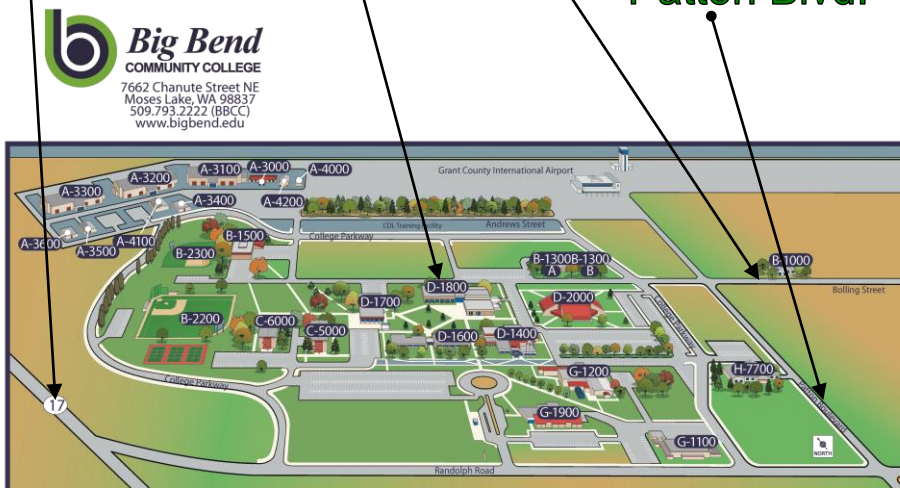 Patton Blvd.
b
Big Bend
COMMUNITY COLLEGE
7662 Chanute Street NE
Moses Lake, WA 98837
509.793.2222 (BBCC)
www.bigbend.edu
A-3300
A-3200
A-3100
A-3000
A-4000
A-4200
A-3400
A-3600
A-3500
A-4100
Grant County International Airport
CDL Training Facility
Andrews Street
College Parkway
B-1500
B-2300
B-1300
A
B-1300
B
B-1000
Bolling Street
D-1800
D-1700
D-2000
College Parkway
B-2200
C-6000
C-5000
D-1600
D-1400
College Parkway
G-1200
H-7700
17
G-1900
G-1100
NORTH
Randolph Road